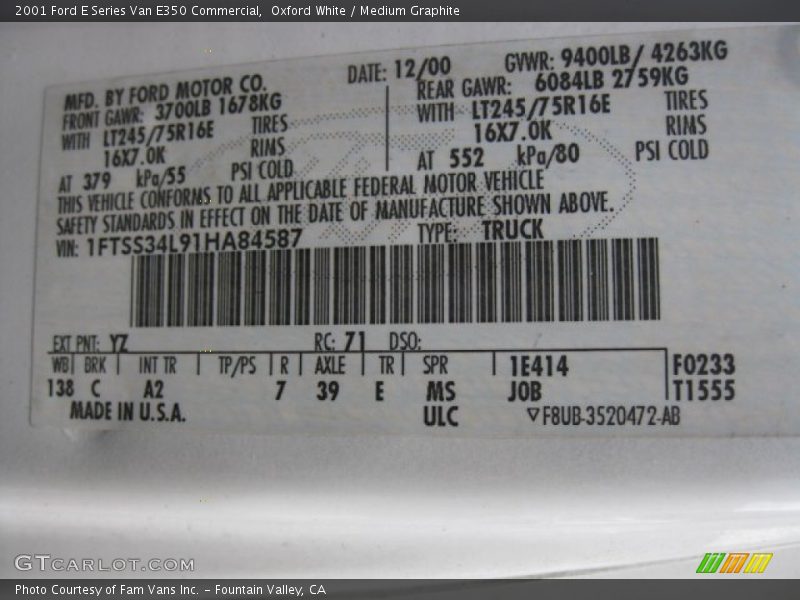 2001 Ford E Series Van E350 Commercial,  Oxford White / Medium Graphite
MFD. BY FORD MOTOR CO.
DATE: 12/00
GVWR: 9400LB/ 4263KG
FRONT GAWR: 3700LB 1678KG
REAR GAWR: 6084LB 2759KG
WITH LT245/75R16E TIRES
WITH LT245/75R16E TIRES
16X7.0K RIMS
16X7.0K RIMS
AT 379 kPa/55 PSI COLD
AT 552 kPa/80 PSI COLD
THIS VEHICLE CONFORMS TO ALL APPLICABLE FEDERAL MOTOR VEHICLE
SAFETY STANDARDS IN EFFECT ON THE DATE OF MANUFACTURE SHOWN ABOVE.
VIN: 1FTSS34L91HA84587 TYPE: TRUCK
EXT PNT: YZ RC: 71 DSO:
WB BRK INT TR TP/PS R AXLE TR SPR 1E414 F0233
138 C A2 7 39 E MS JOB T1555
MADE IN U.S.A. ULC ▽F8UB-3520472-AB
GTCARLOT.COM
Photo Courtesy of Fam Vans Inc. – Fountain Valley, CA